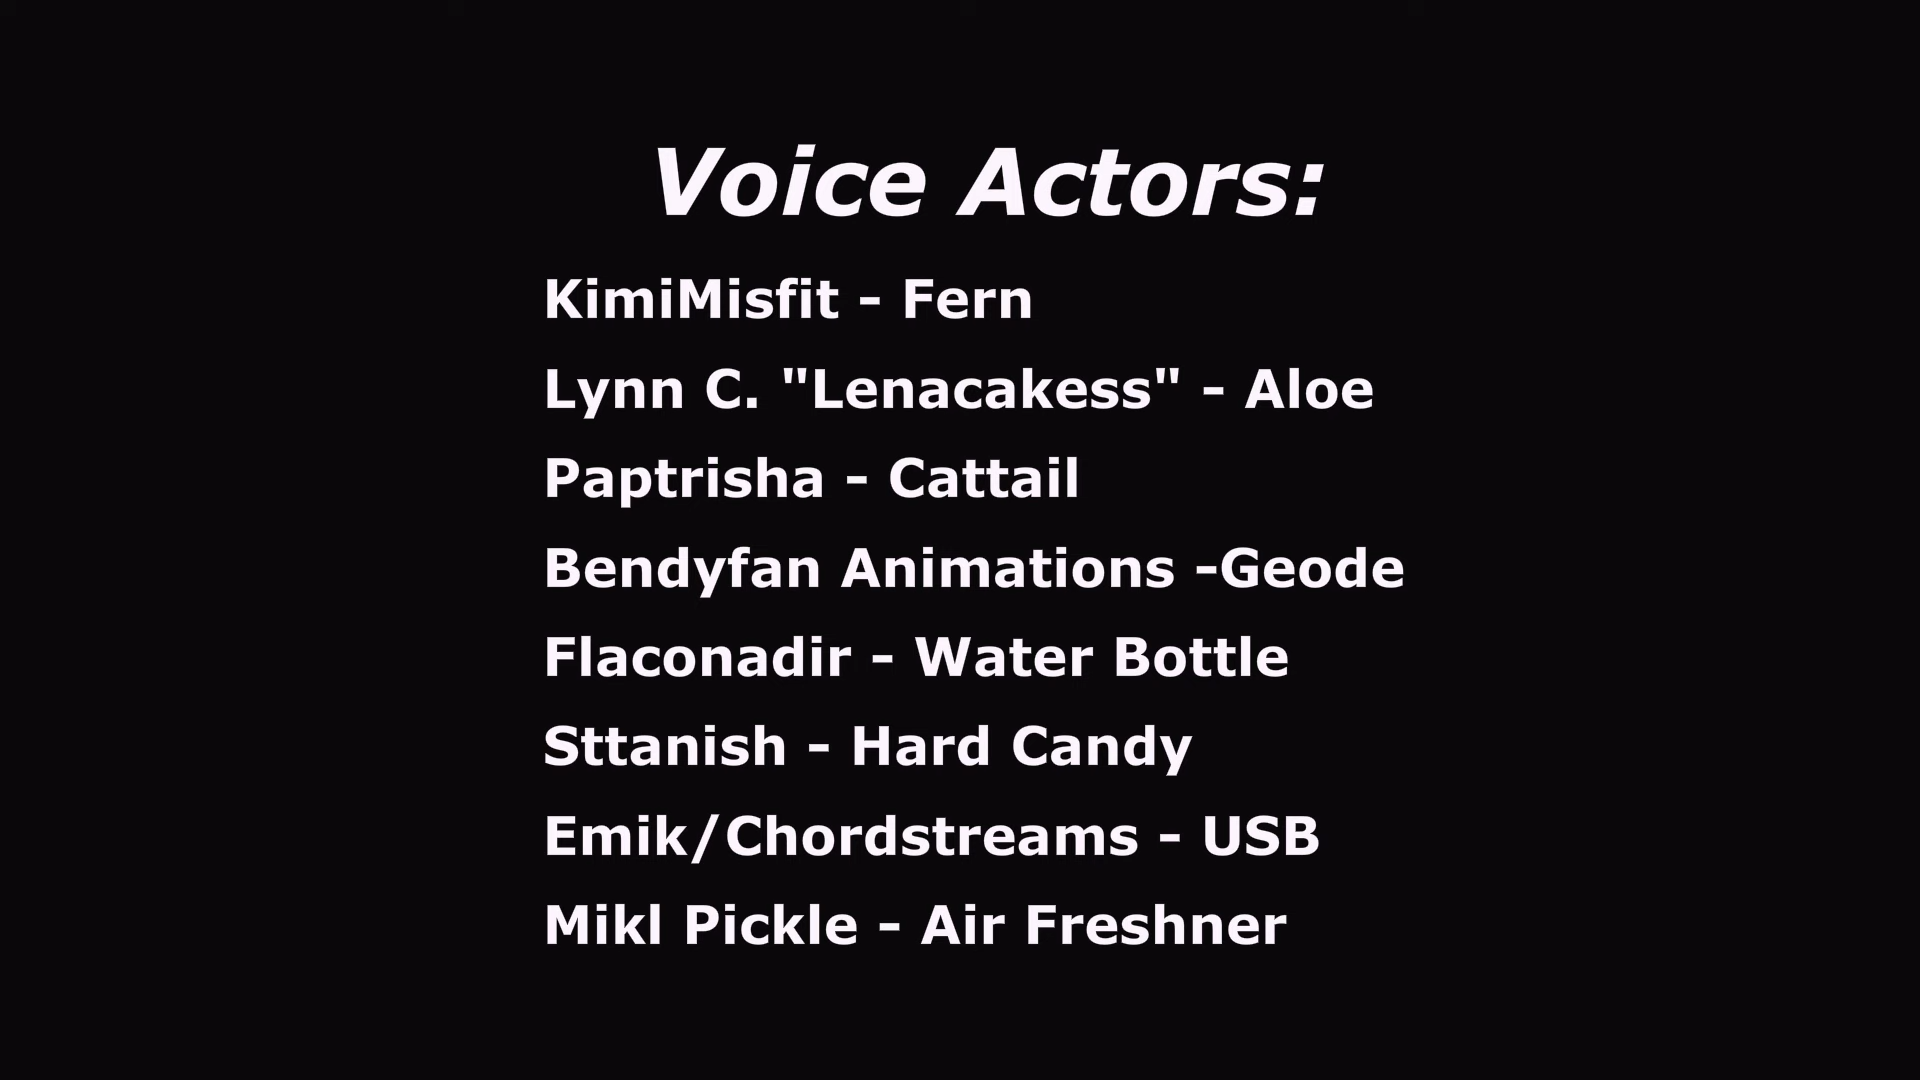 Voice Actors:
KimiMisfit - Fern
Lynn C. "Lenacakess" - Aloe
Paptrisha - Cattail
Bendyfan Animations -Geode
Flaconadir - Water Bottle
Sttanish - Hard Candy
Emik/Chordstreams - USB
Mikl Pickle - Air Freshner